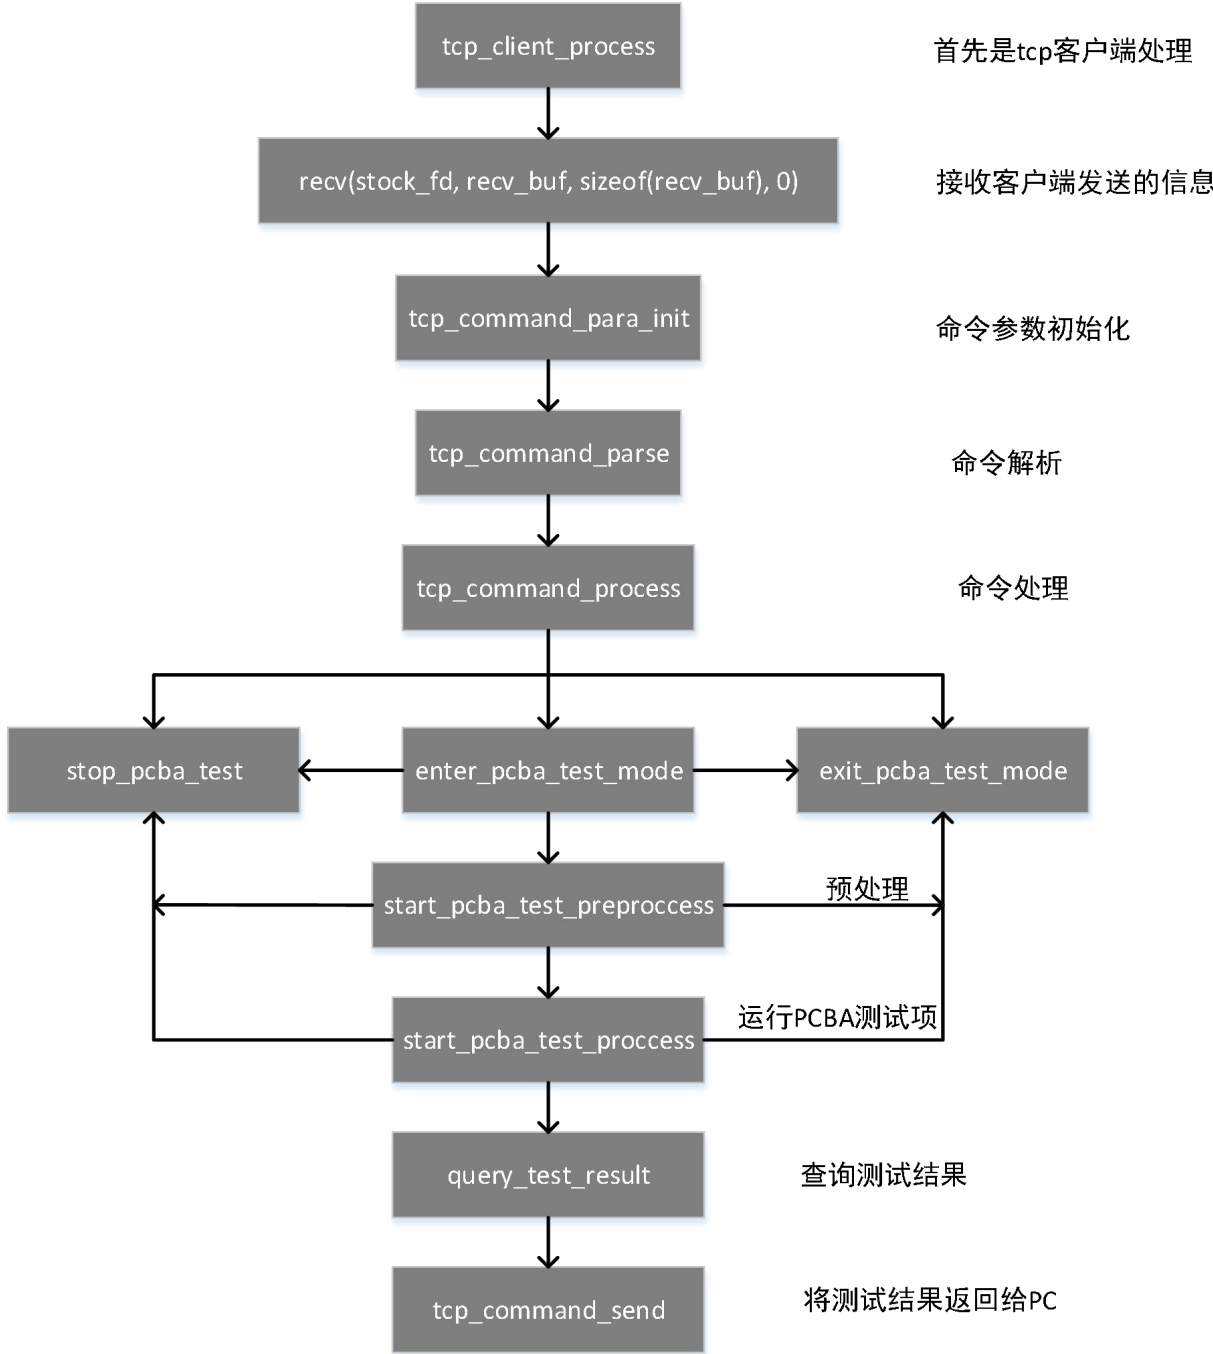 tcp_client_process
首先是tcp客户端处理
recv(stock_fd, recv_buf, sizeof(recv_buf), 0)
接收客户端发送的信息
tcp_command_para_init
命令参数初始化
tcp_command_parse
命令解析
tcp_command_process
命令处理
stop_pcba_test
enter_pcba_test_mode
exit_pcba_test_mode
start_pcba_test_preproccess
预处理
start_pcba_test_proccess
运行PCBA测试项
query_test_result
查询测试结果
tcp_command_send
将测试结果返回给PC